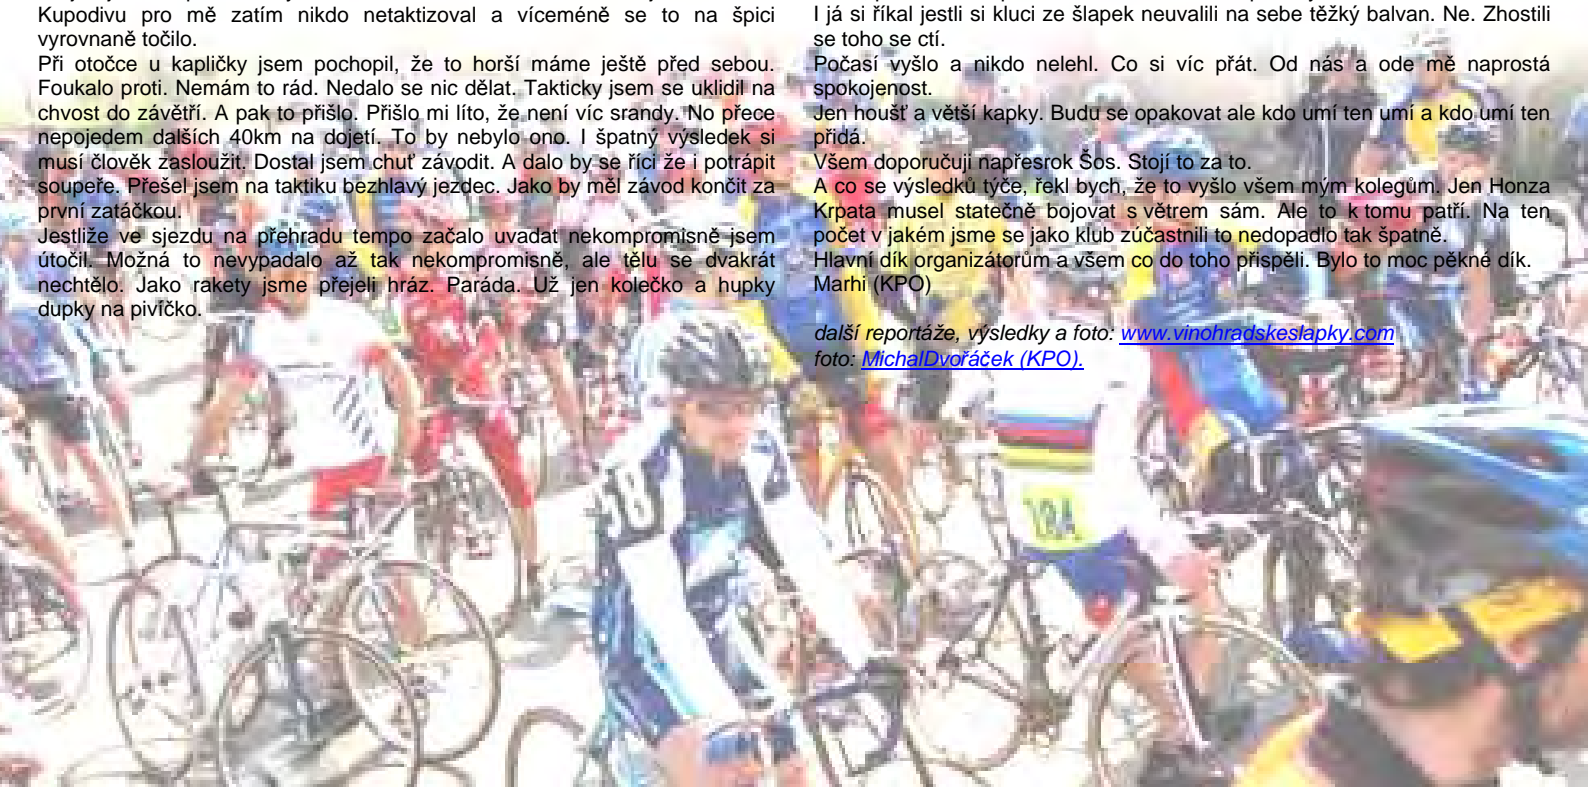 Kupodivu pro mě zatím nikdo netaktizoval a víceméně se to na špici
vyrovnaně točilo.
Při otočce u kapličky jsem pochopil, že to horší máme ještě před sebou.
Foukalo proti. Nemám to rád. Nedalo se nic dělat. Takticky jsem se uklidil na
chvost do závětří. A pak to přišlo. Přišlo mi líto, že není víc srandy. No přece
nepojedem dalších 40km na dojetí. To by nebylo ono. I špatný výsledek si
musí člověk zasloužit. Dostal jsem chuť závodit. A dalo by se říci že i potrápit
soupeře. Přešel jsem na taktiku bezhlavý jezdec. Jako by měl závod končit za
první zatáčkou.
Jestliže ve sjezdu na přehradu tempo začalo uvadat nekompromisně jsem
útočil. Možná to nevypadalo až tak nekompromisně, ale tělu se dvakrát
nechtělo. Jako rakety jsme přejeli hráz. Paráda. Už jen kolečko a hupky
dupky na pivíčko.
I já si říkal jestli si kluci ze šlapek neuvalili na sebe těžký balvan. Ne. Zhostili
se toho se ctí.
Počasí vyšlo a nikdo nelehl. Co si víc přát. Od nás a ode mě naprostá
spokojenost.
Jen houšť a větší kapky. Budu se opakovat ale kdo umí ten umí a kdo umí ten
přidá.
Všem doporučuji napřesrok Šos. Stojí to za to.
A co se výsledků týče, řekl bych, že to vyšlo všem mým kolegům. Jen Honza
Krpata musel statečně bojovat s větrem sám. Ale to k tomu patří. Na ten
počet v jakém jsme se jako klub zúčastnili to nedopadlo tak špatně.
Hlavní dík organizátorům a všem co do toho přispěli. Bylo to moc pěkné dík.
Marhi (KPO)
další reportáže, výsledky a foto: www.vinohradskeslapky.com
foto: MichalDvořáček (KPO).